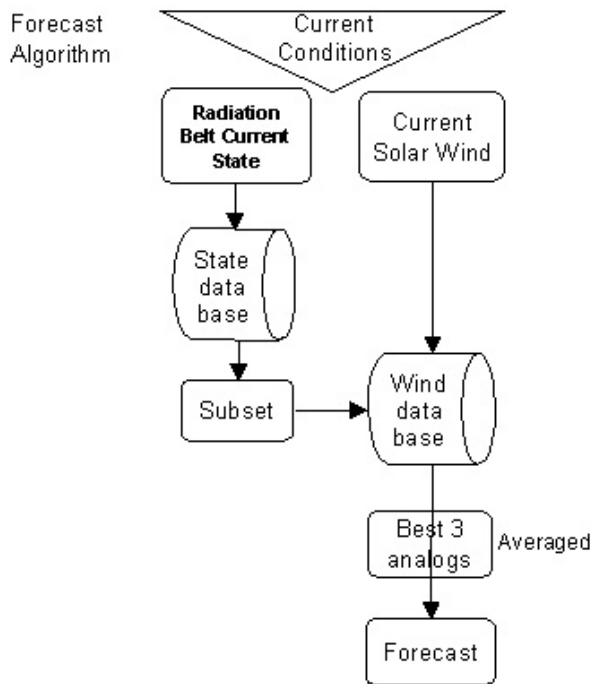 Forecast
Algorithm
Current
Conditions
Radiation
Belt Current
State
Current
Solar Wind
State
data
base
Subset
Wind
data
base
Best 3
analogs
Averaged
Forecast